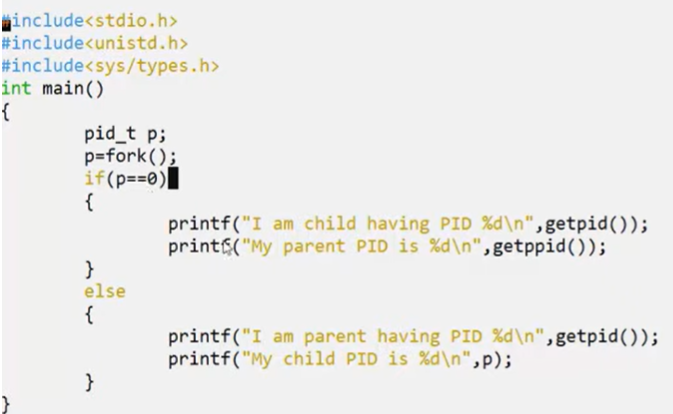 #include<stdio.h>
#include<unistd.h>
#include<sys/types.h>
int main()
{
pid_t p;
p=fork();
if(p==0)
{
printf("I am child having PID %d\n",getpid());
printf("My parent PID is %d\n",getppid());
}
else
{
printf("I am parent having PID %d\n",getpid());
printf("My child PID is %d\n",p);
}
}